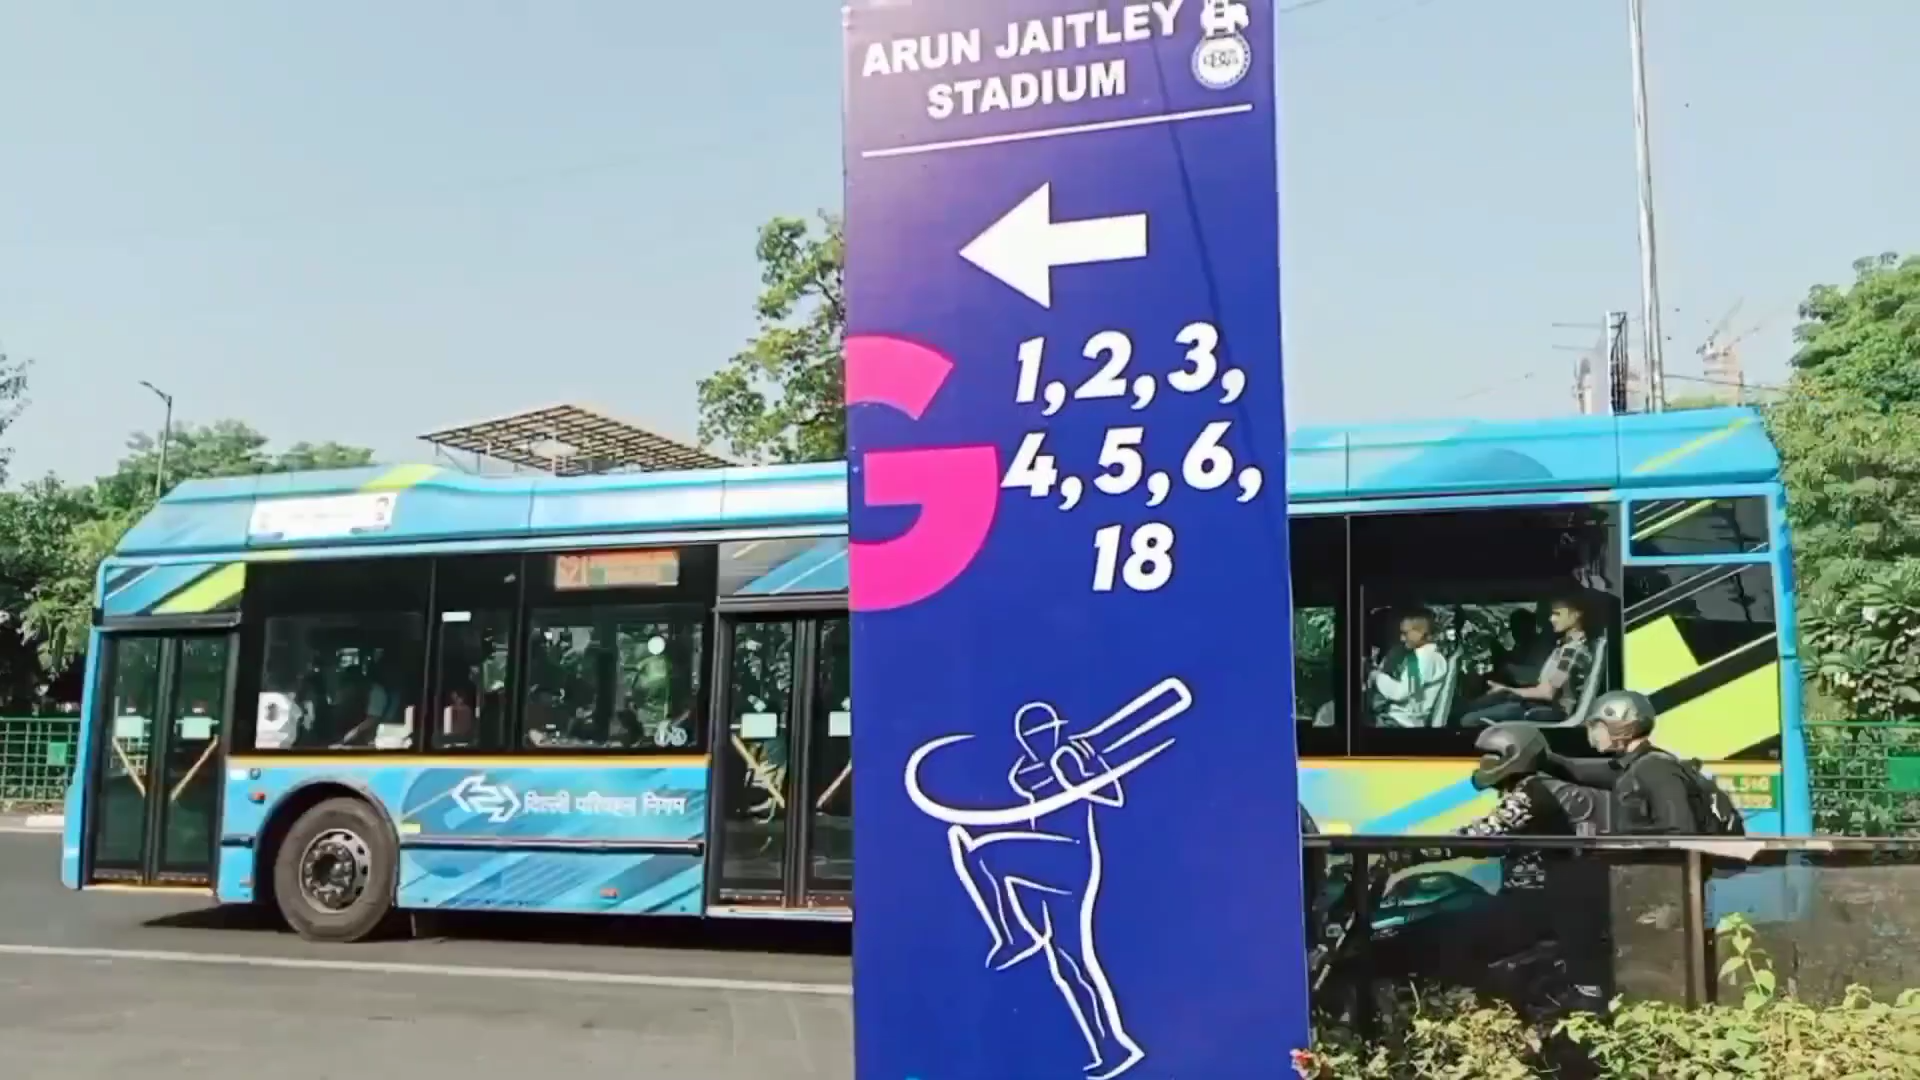 ARUN JAITLEY
STADIUM
G
1,2,3,
4,5,6,
18
दिल्ली परिवहन निगम